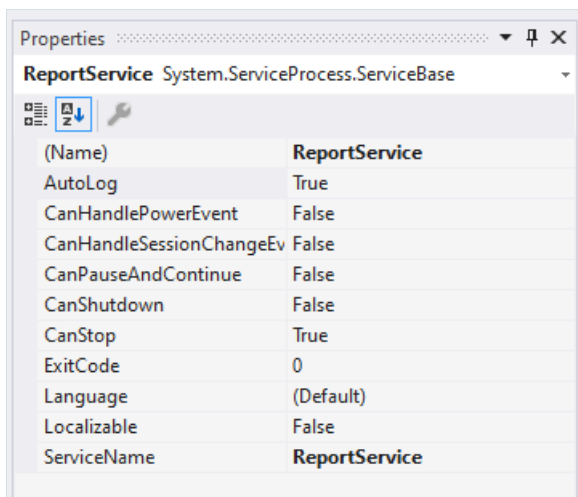 Properties
ReportService System.ServiceProcess.ServiceBase
(Name) ReportService
AutoLog True
CanHandlePowerEvent False
CanHandleSessionChangeEv False
CanPauseAndContinue False
CanShutdown False
CanStop True
ExitCode 0
Language (Default)
Localizable False
ServiceName ReportService